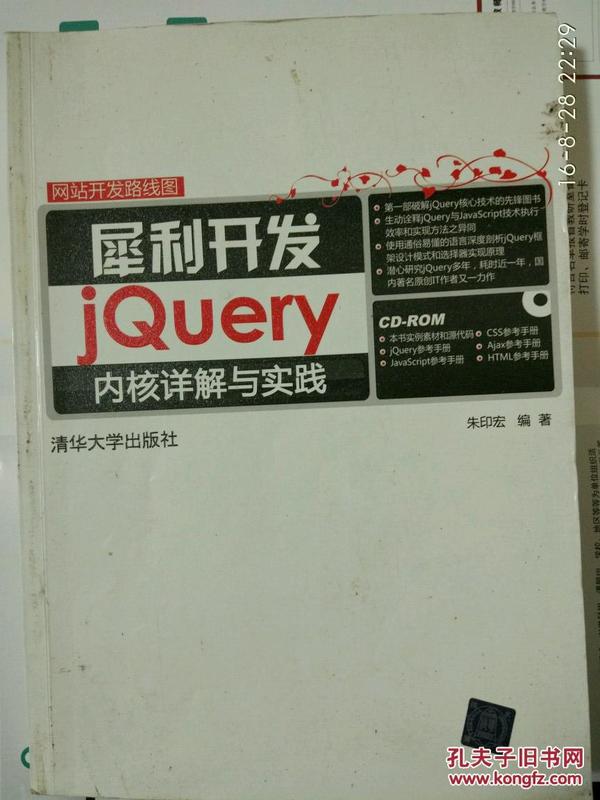 16-8-28 22:29
网站开发路线图
犀利开发
jQuery
内核详解与实践
第一部破解jQuery核心技术的先锋图书
生动诠释jQuery与JavaScript技术执行
效率和实现方法之异同
使用通俗易懂的语言深度剖析jQuery框
架设计模式和选择器实现原理
潜心研究jQuery多年，耗时近一年，国
内著名原创IT作者又一力作
CD-ROM
本书实例素材和源代码
CSS参考手册
jQuery参考手册
Ajax参考手册
JavaScript参考手册
HTML参考手册
朱印宏 编 著
清华大学出版社
打印、邮寄学时登记卡
孔夫子旧书网
www.kongfz.com